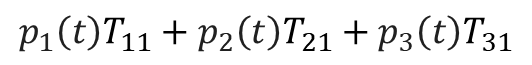 p₁(t)T₁₁ + p₂(t)T₂₁ + p₃(t)T₃₁